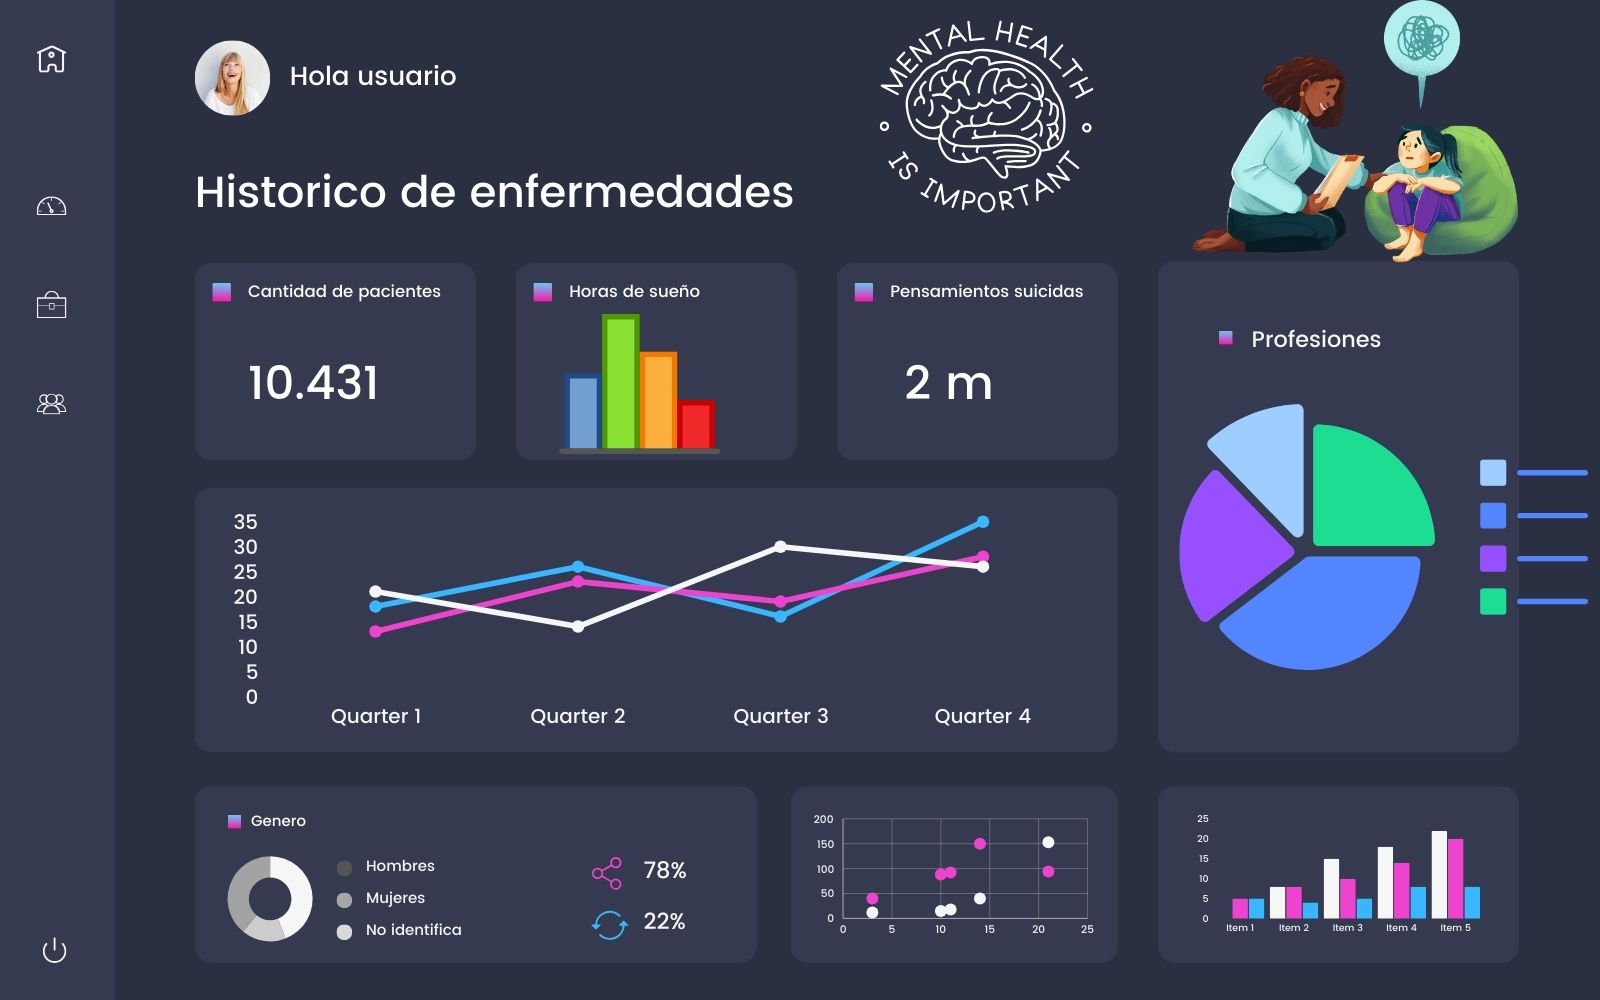 Hola usuario
MENTAL HEALTH
IS IMPORTANT
Historico de enfermedades
Cantidad de pacientes
10.431
Horas de sueño
Pensamientos suicidas
2 m
Profesiones
35
30
25
20
15
10
5
0
Quarter 1
Quarter 2
Quarter 3
Quarter 4
Genero
Hombres
Mujeres
No identifica
78%
22%
200
150
100
50
0
0
5
10
15
20
25
25
20
15
10
5
0
Item 1
Item 2
Item 3
Item 4
Item 5